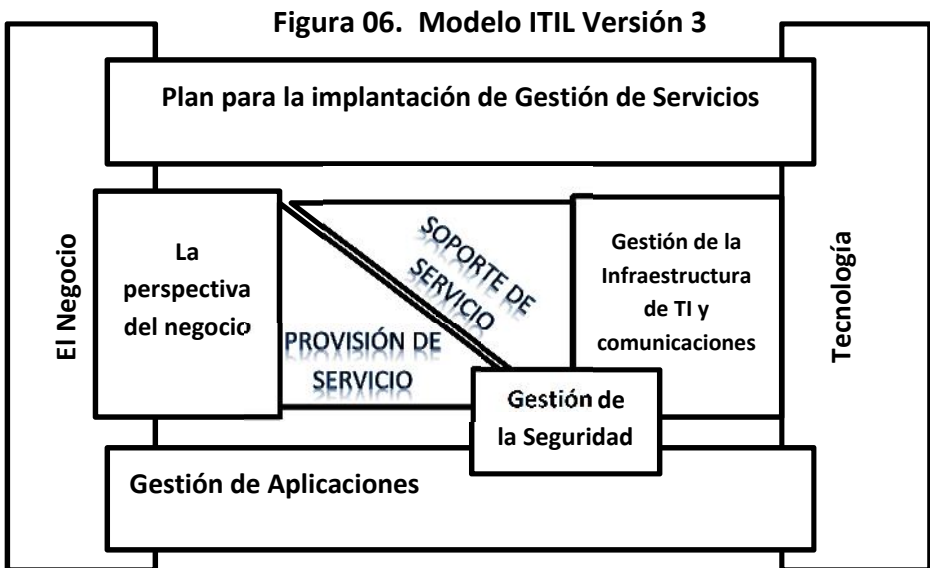 Figura 06. Modelo ITIL Versión 3
Plan para la implantación de Gestión de Servicios
El Negocio
La
perspectiva
del negocio
SOPORTE DE
SERVICIO
PROVISIÓN DE
SERVICIO
Gestión de la
Infraestructura
de TI y
comunicaciones
Tecnología
Gestión de
la Seguridad
Gestión de Aplicaciones